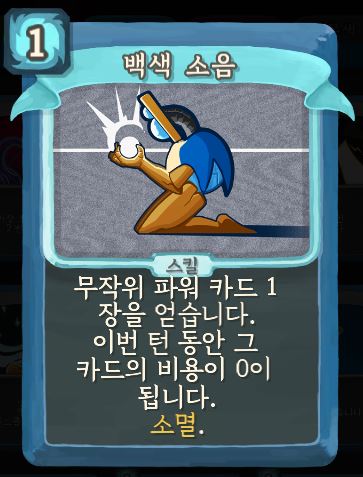 1
백색 소음
스킬
무작위 파워 카드 1
장을 얻습니다.
이번 턴 동안 그
카드의 비용이 0이
됩니다.
소멸.